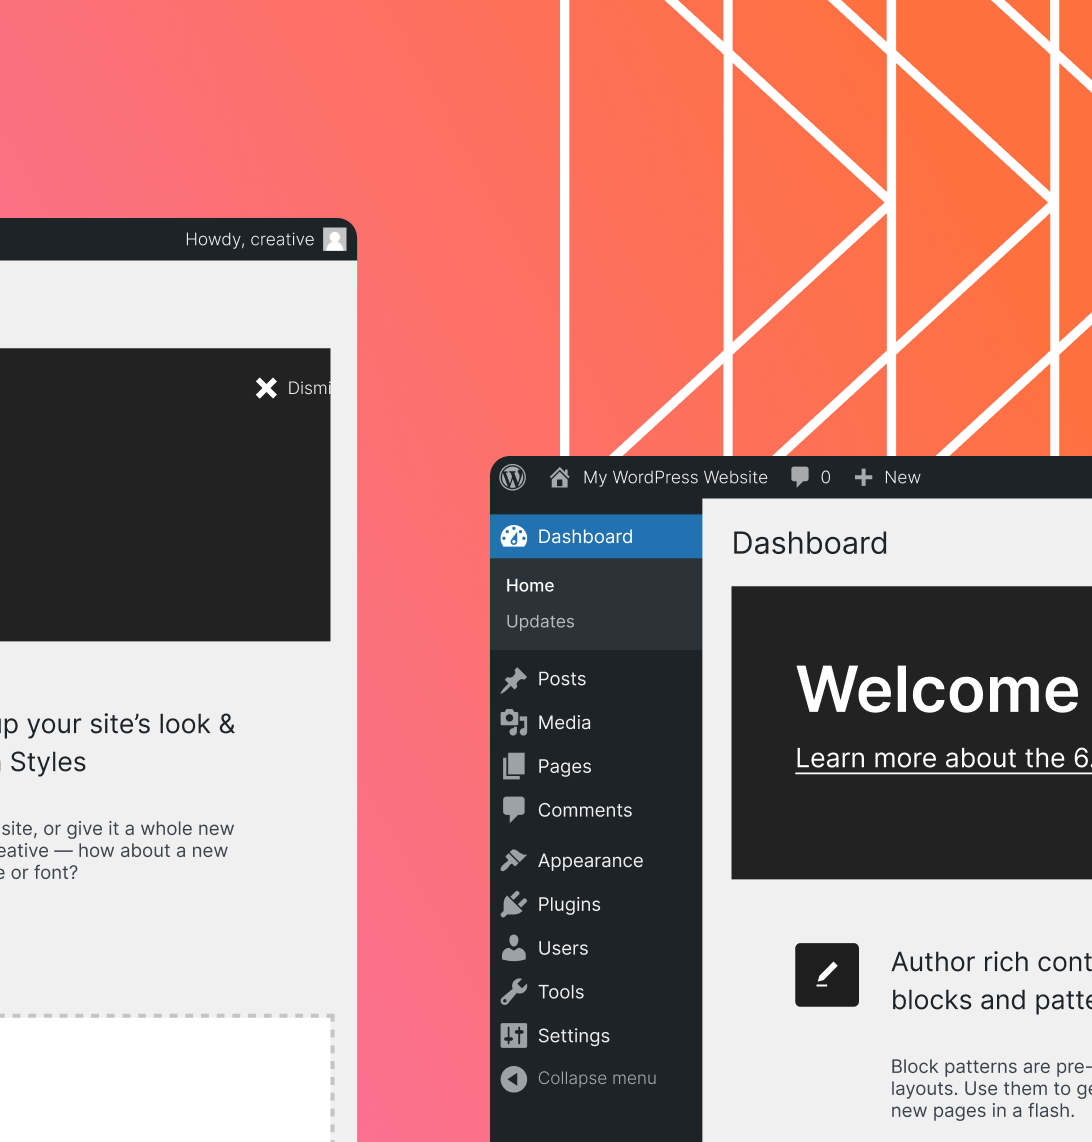 Howdy, creative
Dismi
up your site's look &
Styles
site, or give it a whole new
eative — how about a new
e or font?
My WordPress Website 0 New
Dashboard
Home
Updates
Posts
Media
Pages
Comments
Appearance
Plugins
Users
Tools
Settings
Collapse menu
Dashboard
Welcome
Learn more about the 6.
Author rich cont
blocks and patte
Block patterns are pre-
layouts. Use them to ge
new pages in a flash.